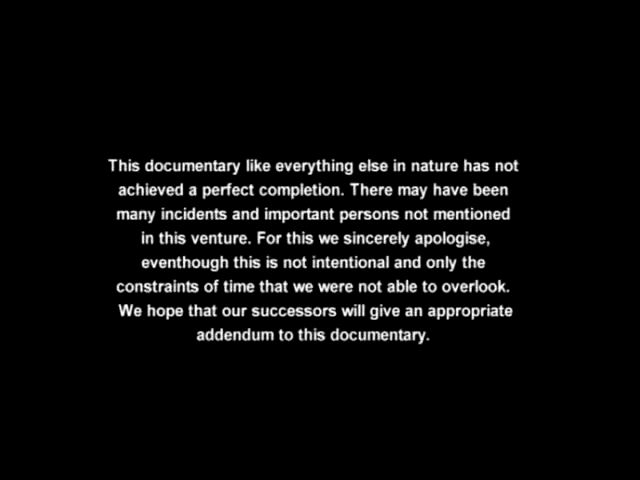 This documentary like everything else in nature has not
achieved a perfect completion. There may have been
many incidents and important persons not mentioned
in this venture. For this we sincerely apologise,
eventhough this is not intentional and only the
constraints of time that we were not able to overlook.
We hope that our successors will give an appropriate
addendum to this documentary.